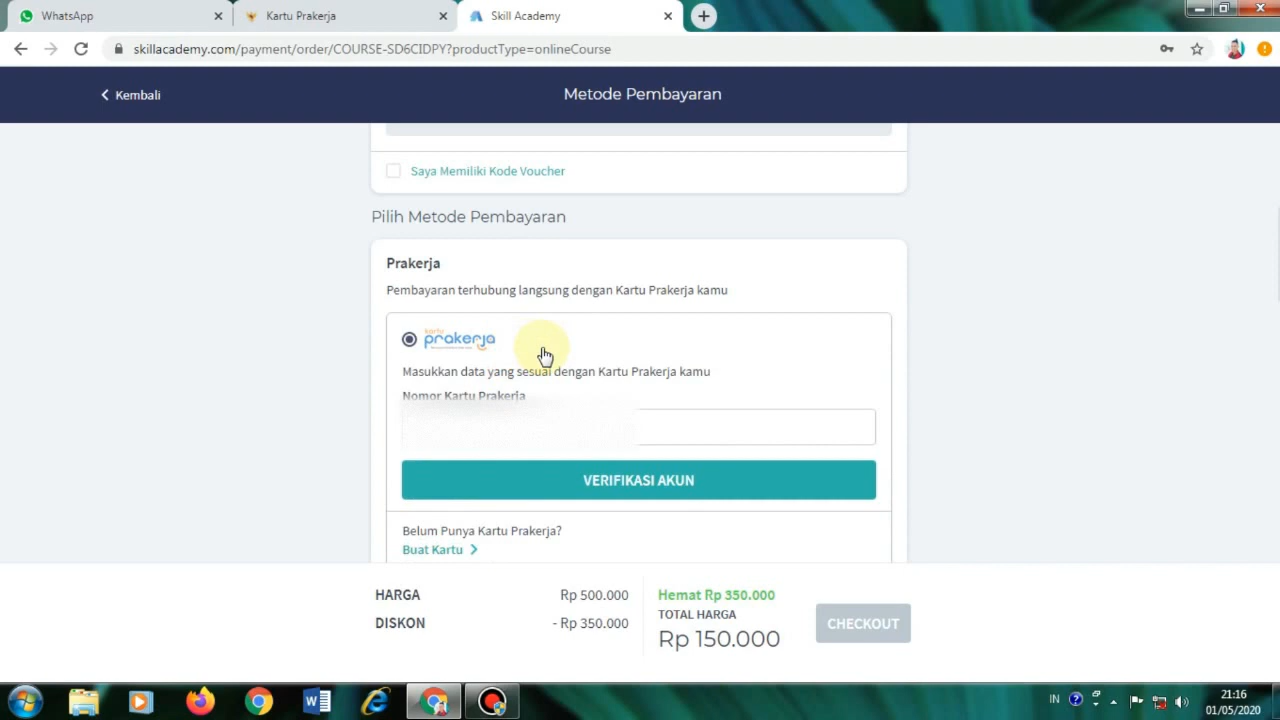 WhatsApp
Kartu Prakerja
Skill Academy
skillacademy.com/payment/order/COURSE-SD6CIDPY?productType=onlineCourse
Kembali
Metode Pembayaran
Saya Memiliki Kode Voucher
Pilih Metode Pembayaran
Prakerja
Pembayaran terhubung langsung dengan Kartu Prakerja kamu
kartu
prakerja
Masukkan data yang sesuai dengan Kartu Prakerja kamu
Nomor Kartu Prakerja
VERIFIKASI AKUN
Belum Punya Kartu Prakerja?
Buat Kartu
HARGA Rp 500.000
DISKON - Rp 350.000
Hemat Rp 350.000
TOTAL HARGA
Rp 150.000
CHECKOUT
IN
21:16
01/05/2020